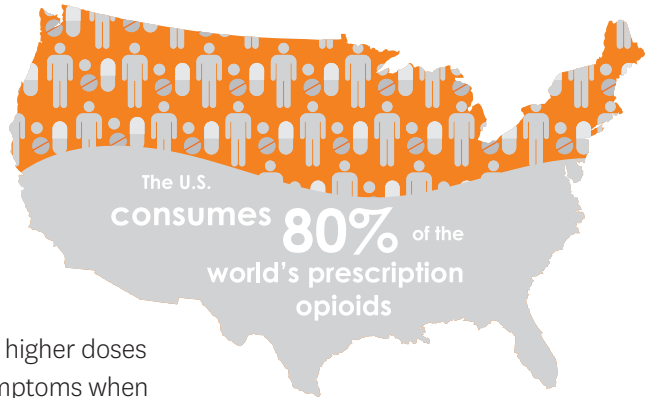 The U.S.
consumes 80% of the
world's prescription
opioids
higher doses
mptoms when